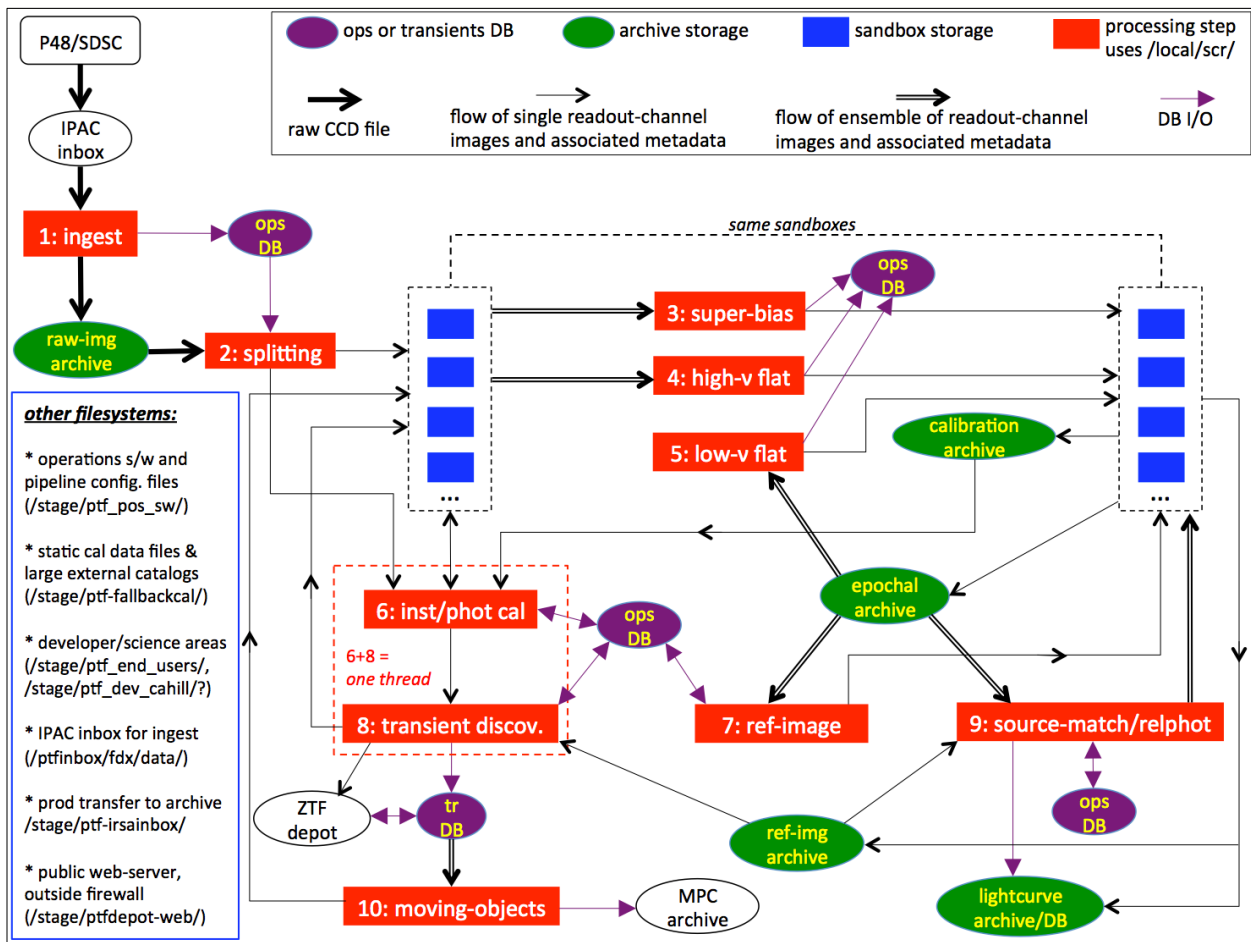 P48/SDSC
IPAC
inbox
ops or transients DB
archive storage
sandbox storage
processing step
uses /local/scr/
raw CCD file
flow of single readout-channel
images and associated metadata
flow of ensemble of readout-channel
images and associated metadata
DB I/O
1: ingest
ops
DB
same sandboxes
raw-img
archive
2: splitting
3: super-bias
ops
DB
4: high-ν flat
5: low-ν flat
calibration
archive
...
...
other filesystems:
* operations s/w and
pipeline config. files
(/stage/ptf_pos_sw/)
* static cal data files &
large external catalogs
(/stage/ptf-fallbackcal/)
* developer/science areas
(/stage/ptf_end_users/,
/stage/ptf_dev_cahill/?)
* IPAC inbox for ingest
(/ptfinbox/fdx/data/)
* prod transfer to archive
/stage/ptf-irsainbox/
* public web-server,
outside firewall
(/stage/ptfdepot-web/)
6: inst/phot cal
6+8 =
one thread
8: transient discov.
ops
DB
epochal
archive
7: ref-image
9: source-match/relphot
ZTF
depot
tr
DB
ref-img
archive
ops
DB
10: moving-objects
MPC
archive
lightcurve
archive/DB